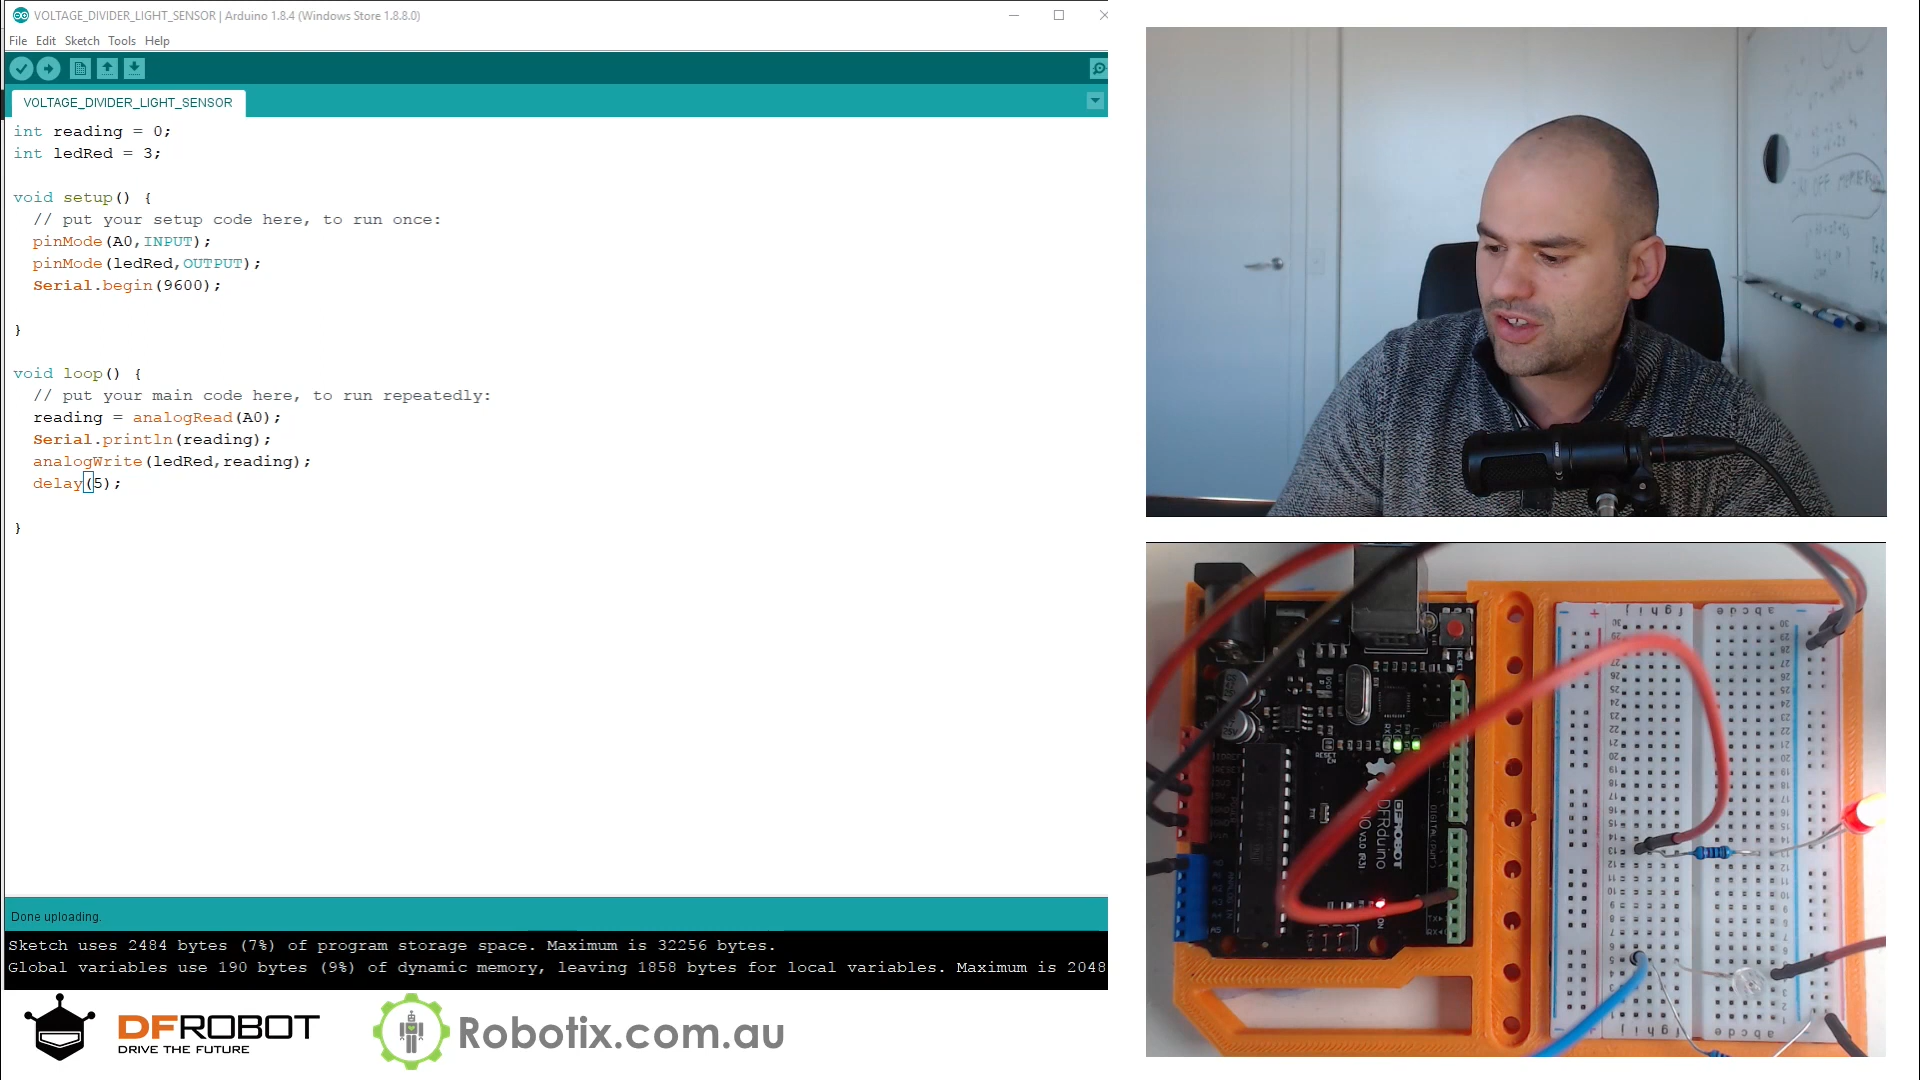 VOLTAGE_DIVIDER_LIGHT_SENSOR | Arduino 1.8.4 (Windows Store 1.8.8.0)
File Edit Sketch Tools Help
VOLTAGE_DIVIDER_LIGHT_SENSOR
int reading = 0;
int ledRed = 3;
void setup() {
// put your setup code here, to run once:
pinMode(A0,INPUT);
pinMode(ledRed,OUTPUT);
Serial.begin(9600);
}
void loop() {
// put your main code here, to run repeatedly:
reading = analogRead(A0);
Serial.println(reading);
analogWrite(ledRed,reading);
delay(5);
}
Done uploading.
Sketch uses 2484 bytes (7%) of program storage space. Maximum is 32256 bytes.
Global variables use 190 bytes (9%) of dynamic memory, leaving 1858 bytes for local variables. Maximum is 2048
DFROBOT
DRIVE THE FUTURE
Robotix.com.au
RESET
DFROBOT
DFRduino